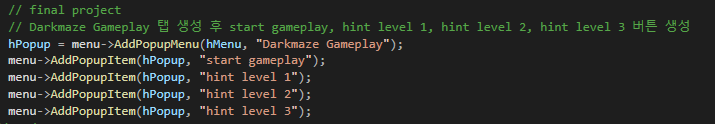 // final project
// Darkmaze Gameplay 탭 생성 후 start gameplay, hint level 1, hint level 2, hint level 3 버튼 생성
hPopup = menu->AddPopupMenu(hMenu, "Darkmaze Gameplay");
menu->AddPopupItem(hPopup, "start gameplay");
menu->AddPopupItem(hPopup, "hint level 1");
menu->AddPopupItem(hPopup, "hint level 2");
menu->AddPopupItem(hPopup, "hint level 3");